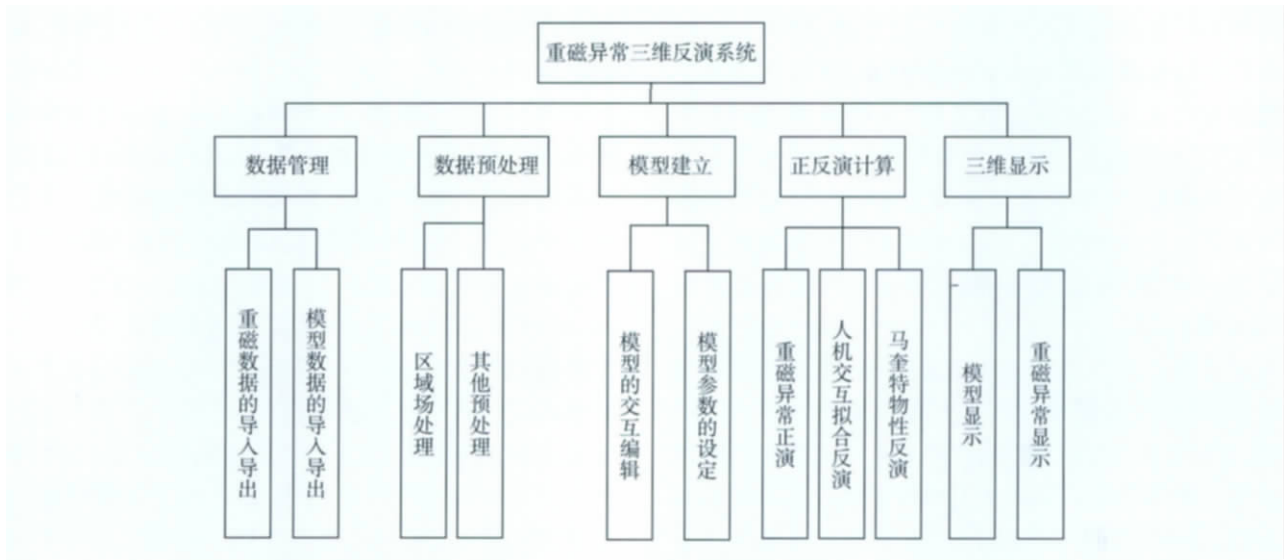 重磁异常三维反演系统
数据管理
数据预处理
模型建立
正反演计算
三维显示
重磁数据的导入导出
模型数据的导入导出
区域场处理
其他预处理
模型的交互编辑
模型参数的设定
重磁异常正演
人机交互拟合反演
马奎特物性反演
模型显示
重磁异常显示